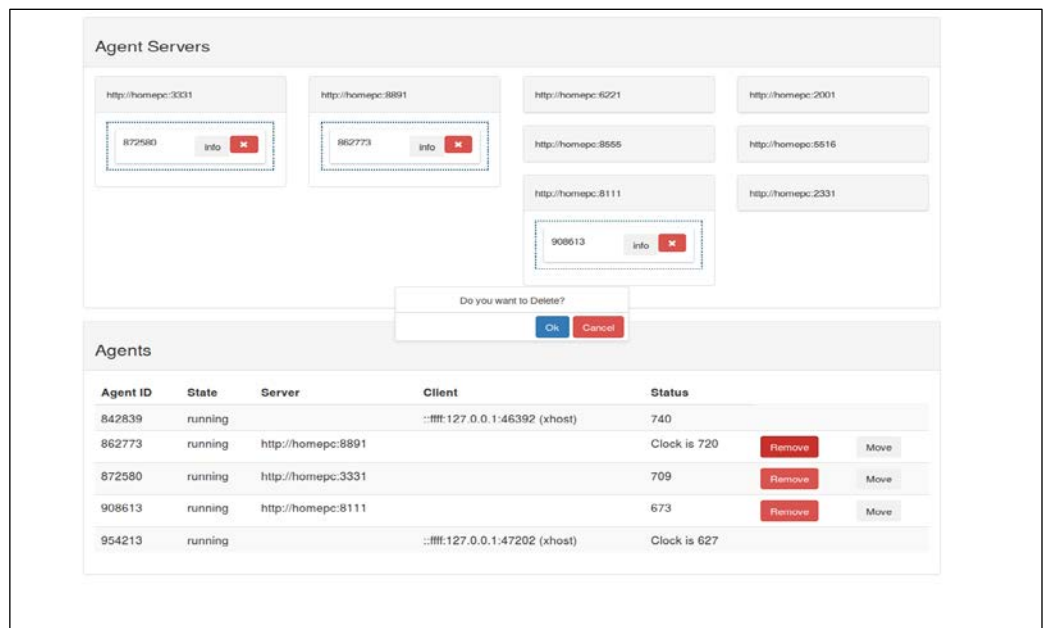 Agent Servers
http://homepc:3331
http://homepc:8891
http://homepc:6221
http://homepc:2001
872580 info
862773 info
http://homepc:8555
http://homepc:5516
http://homepc:8111
http://homepc:2331
908613 info
Do you want to Delete?
Ok Cancel
Agents
Agent ID State Server Client Status
842839 running ::ffff:127.0.0.1:46392 (xhost) 740
862773 running http://homepc:8891 Clock is 720 Remove Move
872580 running http://homepc:3331 709 Remove Move
908613 running http://homepc:8111 673 Remove Move
954213 running ::ffff:127.0.0.1:47202 (xhost) Clock is 627